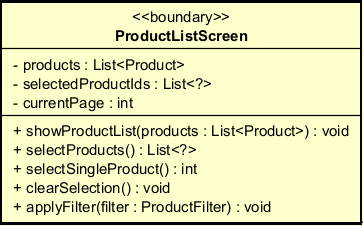 <<boundary>>
ProductListScreen
- products : List<Product>
- selectedProductIds : List<?>
- currentPage : int
+ showProductList(products : List<Product>) : void
+ selectProducts() : List<?>
+ selectSingleProduct() : int
+ clearSelection() : void
+ applyFilter(filter : ProductFilter) : void